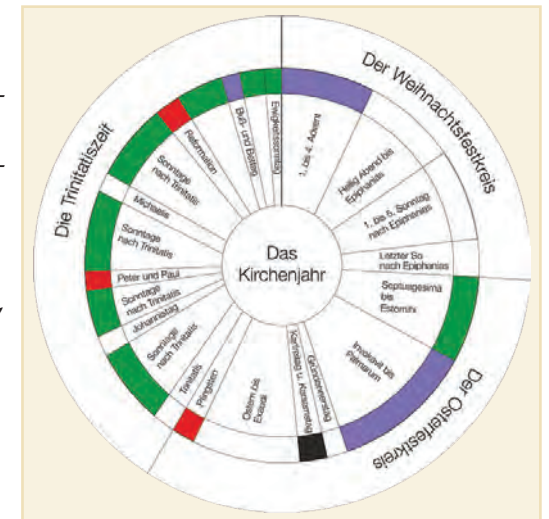 Das
Kirchenjahr
Der Weihnachtsfestkreis
1. bis 4. Advent
Heilig Abend bis
Epiphanias
1. bis 5. Sonntag
nach Epiphanias
Letzter So
nach Epiphanias
Der Osterfestkreis
Septuagesimä
bis
Estomihi
Invokavit bis
Palmarum
Gründonnerstag
Karfreitag u. Karsamstag
Ostern bis
Exaudi
Pfingsten
Die Trinitatiszeit
Trinitatis
Sonntage
nach Trinitatis
Johannistag
Sonntage
nach Trinitatis
Peter und Paul
Sonntage
nach Trinitatis
Michaelis
Sonntage
nach Trinitatis
Reformation
Buß- und Bettag
Ewigkeitssonntag